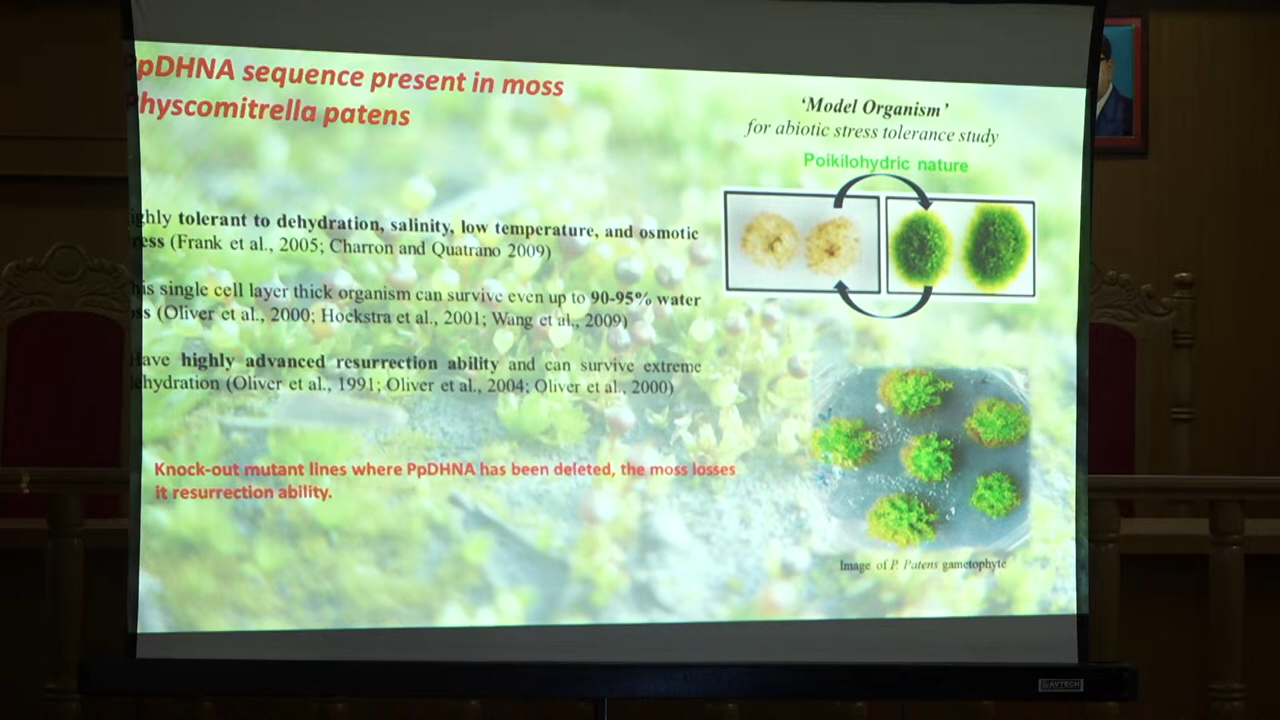 pDHNA sequence present in moss
hyscomitrella patens
ighly tolerant to dehydration, salinity, low temperature, and osmotic
ress (Frank et al., 2005; Charron and Quatrano 2009)
his single cell layer thick organism can survive even up to 90-95% water
ss (Oliver et al., 2000; Hoekstra et al., 2001; Wang et al., 2009)
Have highly advanced resurrection ability and can survive extreme
ehydration (Oliver et al., 1991; Oliver et al., 2004; Oliver et al., 2000)
Knock-out mutant lines where PpDHNA has been deleted, the moss losses
it resurrection ability.
‘Model Organism’
for abiotic stress tolerance study
Poikilohydric nature
Image of P. Patens gametophyte
AVTECH